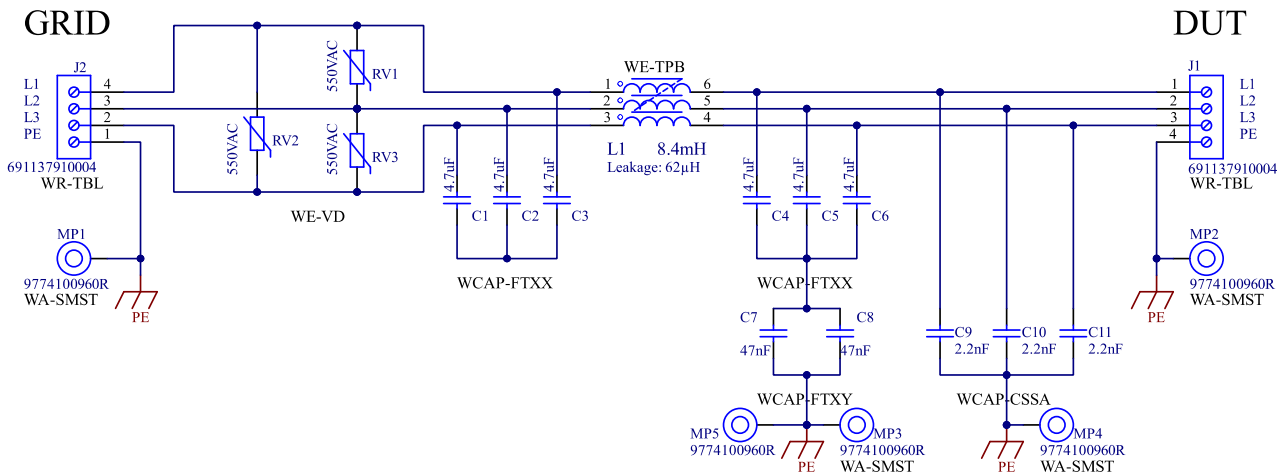 GRID
DUT
J2
L1 4
L2 3
L3 2
PE 1
691137910004
WR-TBL
550VAC
RV1
550VAC
RV2
550VAC
RV3
WE-VD
MP1
9774100960R
WA-SMST
PE
4.7uF
C1
4.7uF
C2
4.7uF
C3
WCAP-FTXX
WE-TPB
1 6
2 5
3 4
L1 8.4mH
Leakage: 62µH
4.7uF
C4
4.7uF
C5
4.7uF
C6
WCAP-FTXX
C7
47nF
C8
47nF
WCAP-FTXY
MP5
9774100960R
PE
MP3
9774100960R
WA-SMST
C9
2.2nF
C10
2.2nF
C11
2.2nF
WCAP-CSSA
PE
MP4
9774100960R
WA-SMST
J1
1 L1
2 L2
3 L3
4 PE
691137910004
WR-TBL
MP2
9774100960R
WA-SMST
PE